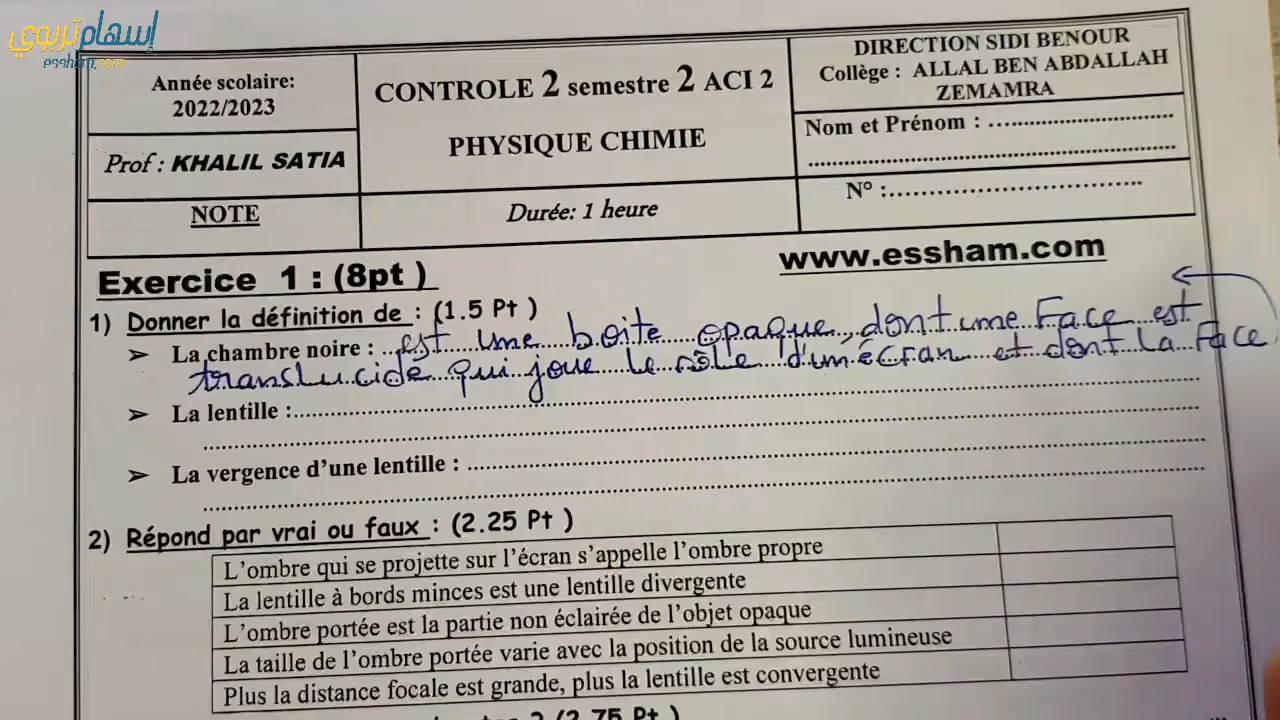 إسهام تربوي
essham.com
Année scolaire:
2022/2023
Prof : KHALIL SATIA
NOTE
CONTROLE 2 semestre 2 ACI 2
PHYSIQUE CHIMIE
Durée: 1 heure
DIRECTION SIDI BENOUR
Collège : ALLAL BEN ABDALLAH
ZEMAMRA
Nom et Prénom : ..............................
....................................................
N° :................................
Exercice 1 : (8pt )
www.essham.com
1) Donner la définition de : (1.5 Pt )
➢ La chambre noire : est une boite opaque, dont une Face est
translucide qui joue le rôle d'un écran et dont la Face
➢ La lentille :..............................
....................................................
➢ La vergence d'une lentille : ..............................
....................................................
2) Répond par vrai ou faux : (2.25 Pt )
L'ombre qui se projette sur l'écran s'appelle l'ombre propre
La lentille à bords minces est une lentille divergente
L'ombre portée est la partie non éclairée de l'objet opaque
La taille de l'ombre portée varie avec la position de la source lumineuse
Plus la distance focale est grande, plus la lentille est convergente
2 (2.75 Pt )